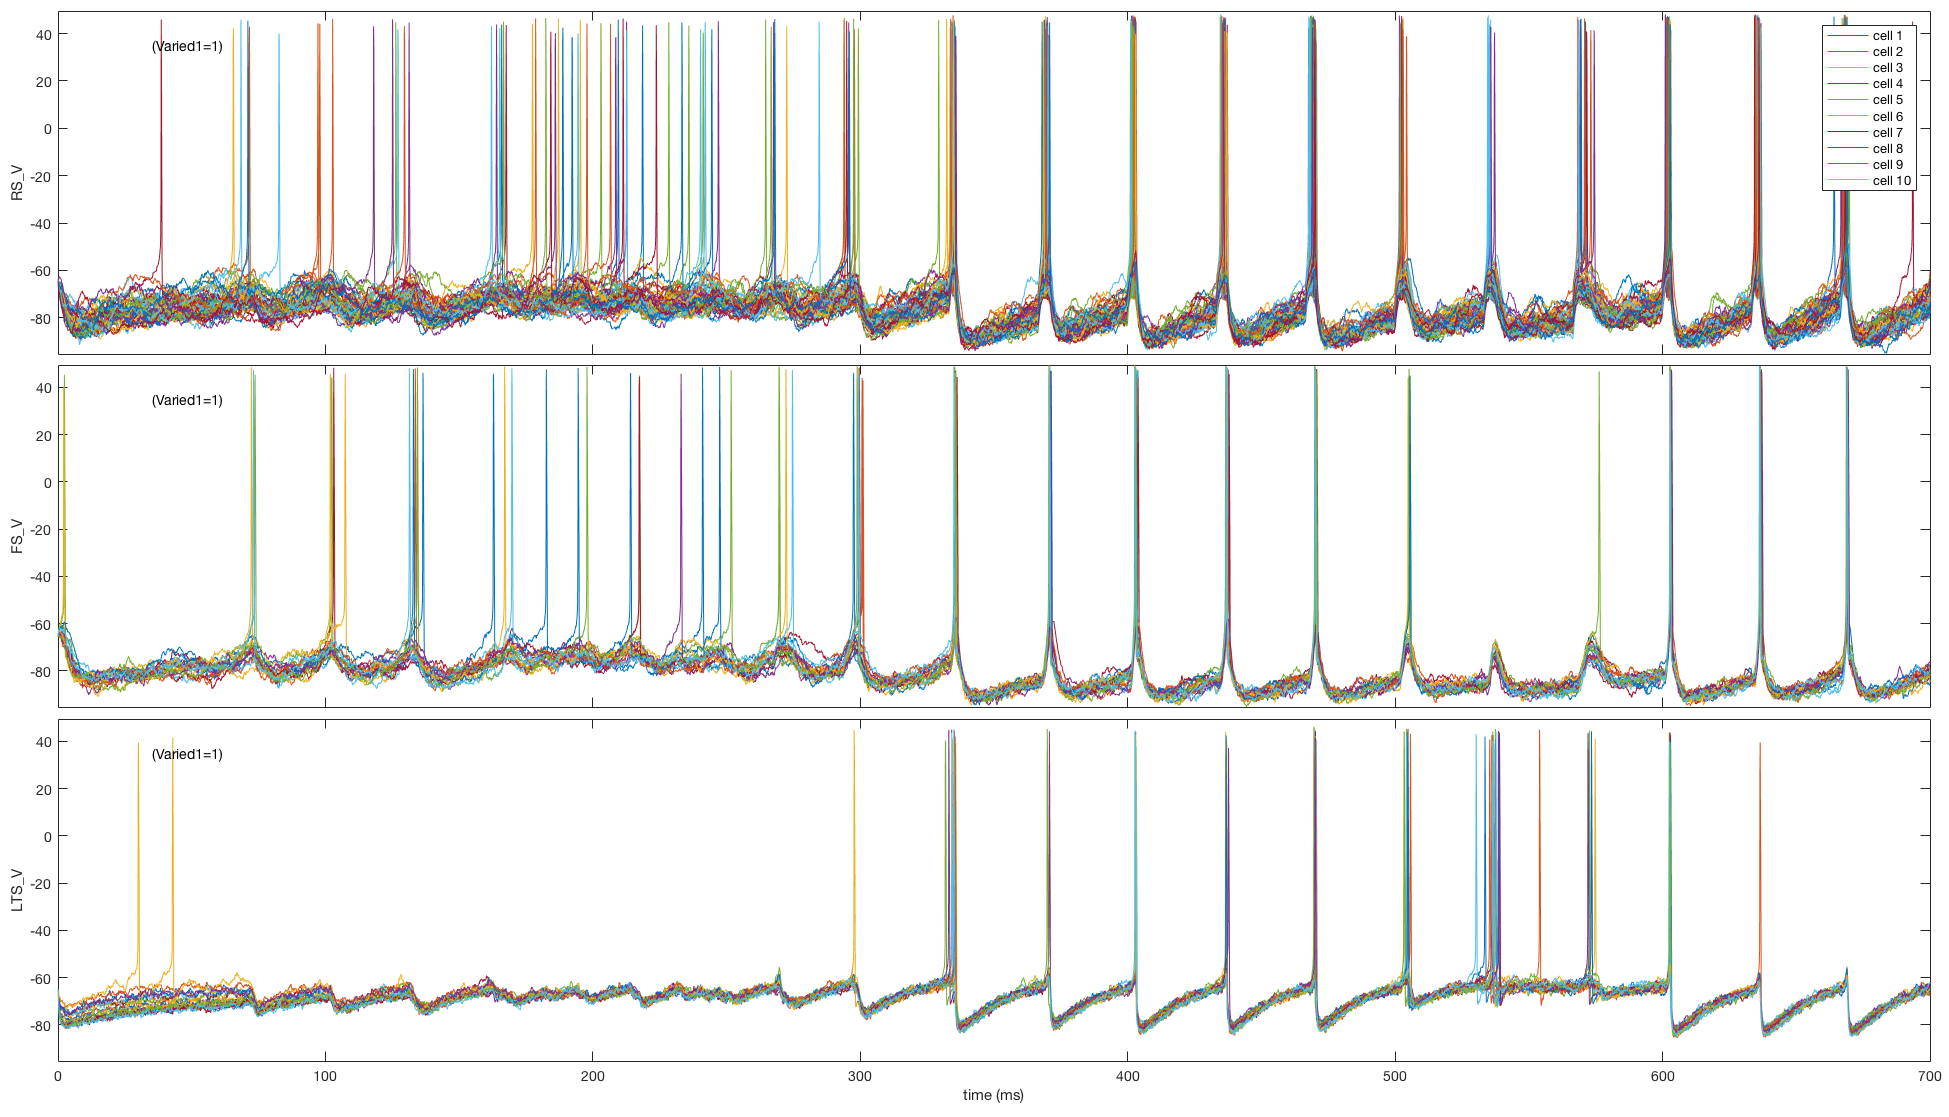 40
20
0
-20
-40
-60
-80
RS_V
(Varied1=1)
cell 1
cell 2
cell 3
cell 4
cell 5
cell 6
cell 7
cell 8
cell 9
cell 10
40
20
0
-20
-40
-60
-80
FS_V
(Varied1=1)
40
20
0
-20
-40
-60
-80
LTS_V
(Varied1=1)
0 100 200 300 400 500 600 700
time (ms)